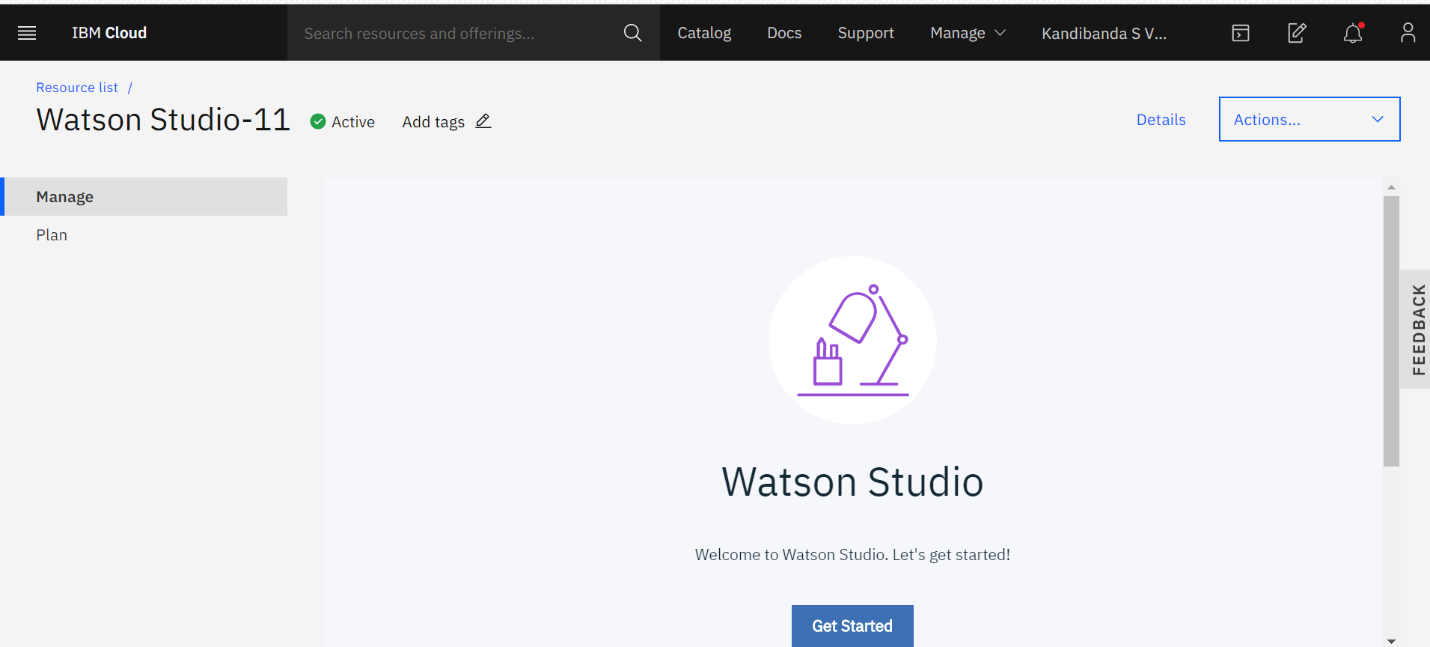 IBM Cloud
Search resources and offerings...
Catalog
Docs
Support
Manage
Kandibanda S V...
Resource list /
Watson Studio-11
Active
Add tags
Details
Actions...
Manage
Plan
FEEDBACK
Watson Studio
Welcome to Watson Studio. Let's get started!
Get Started